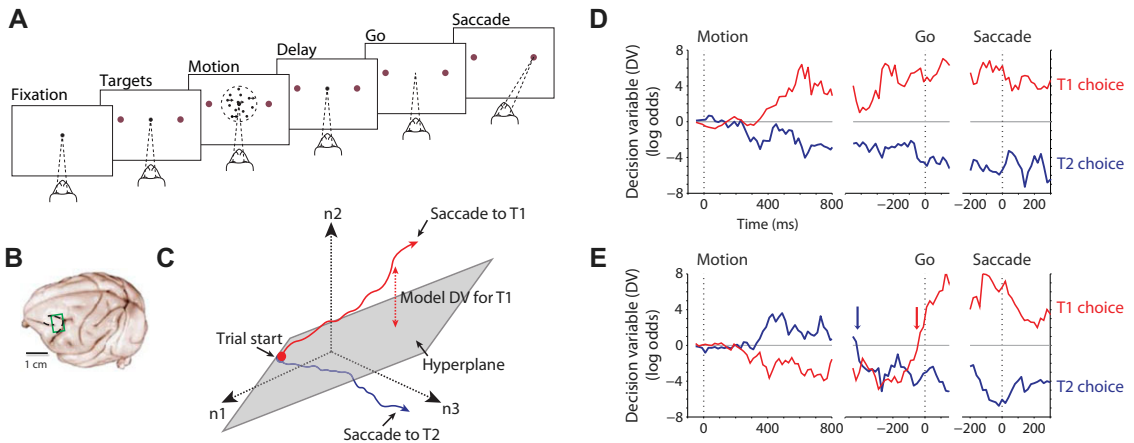 A
Fixation
Targets
Motion
Delay
Go
Saccade
B
1 cm
C
n2
Saccade to T1
Model DV for T1
Trial start
Hyperplane
n1
n3
Saccade to T2
D
Motion
Go
Saccade
Decision variable (DV)
(log odds)
8
4
0
−4
−8
T1 choice
T2 choice
0
400
800
−400
−200
0
−200
0
200
Time (ms)
E
Motion
Go
Saccade
Decision variable (DV)
(log odds)
8
4
0
−4
−8
T1 choice
T2 choice
0
400
800
−400
−200
0
−200
0
200